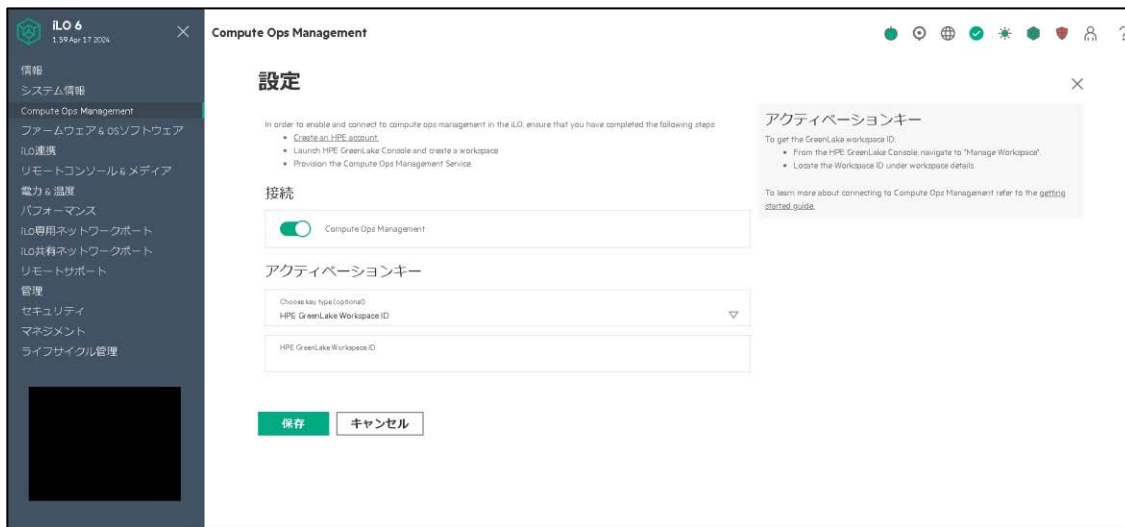 iLO 6
1.59 Apr 17 2024
Compute Ops Management
情報
システム情報
Compute Ops Management
ファームウェア & OSソフトウェア
iLO連携
リモートコンソール & メディア
電力 & 温度
パフォーマンス
iLO専用ネットワークポート
iLO共有ネットワークポート
リモートサポート
管理
セキュリティ
マネジメント
ライフサイクル管理
設定
In order to enable and connect to compute ops management in the iLO, ensure that you have completed the following steps
Create an HPE account.
Launch HPE GreenLake Console and create a workspace.
Provision the Compute Ops Management Service.
接続
Compute Ops Management
アクティベーションキー
Choose key type (optional)
HPE GreenLake Workspace ID
HPE GreenLake Workspace ID
保存 キャンセル
アクティベーションキー
To get the GreenLake workspace ID:
From the HPE GreenLake Console, navigate to "Manage Workspace".
Locate the Workspace ID under workspace details.
To learn more about connecting to Compute Ops Management refer to the getting
started guide.